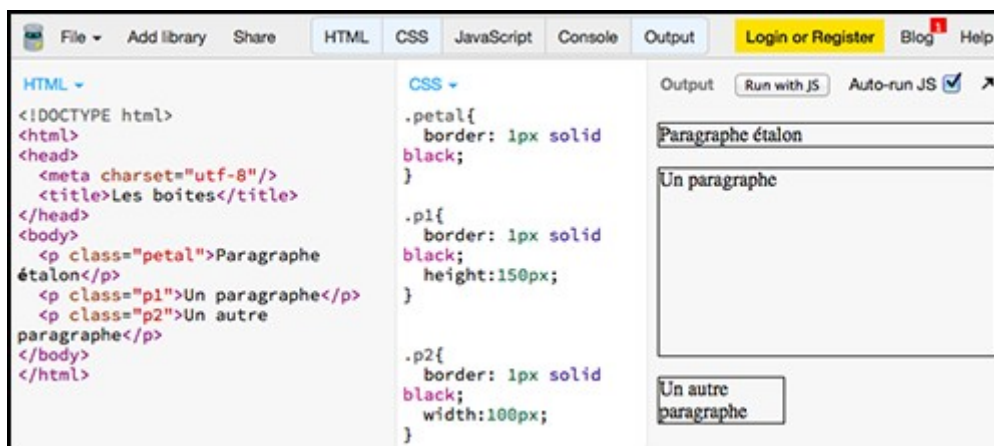 File Add library Share HTML CSS JavaScript Console Output Login or Register Blog 1 Help
HTML
<!DOCTYPE html>
<html>
<head>
<meta charset="utf-8"/>
<title>Les boites</title>
</head>
<body>
<p class="petal">Paragraphe
étalon</p>
<p class="p1">Un paragraphe</p>
<p class="p2">Un autre
paragraphe</p>
</body>
</html>
CSS
.petal{
border: 1px solid
black;
}
.p1{
border: 1px solid
black;
height:150px;
}
.p2{
border: 1px solid
black;
width:100px;
}
Output Run with JS Auto-run JS
Paragraphe étalon
Un paragraphe
Un autre
paragraphe